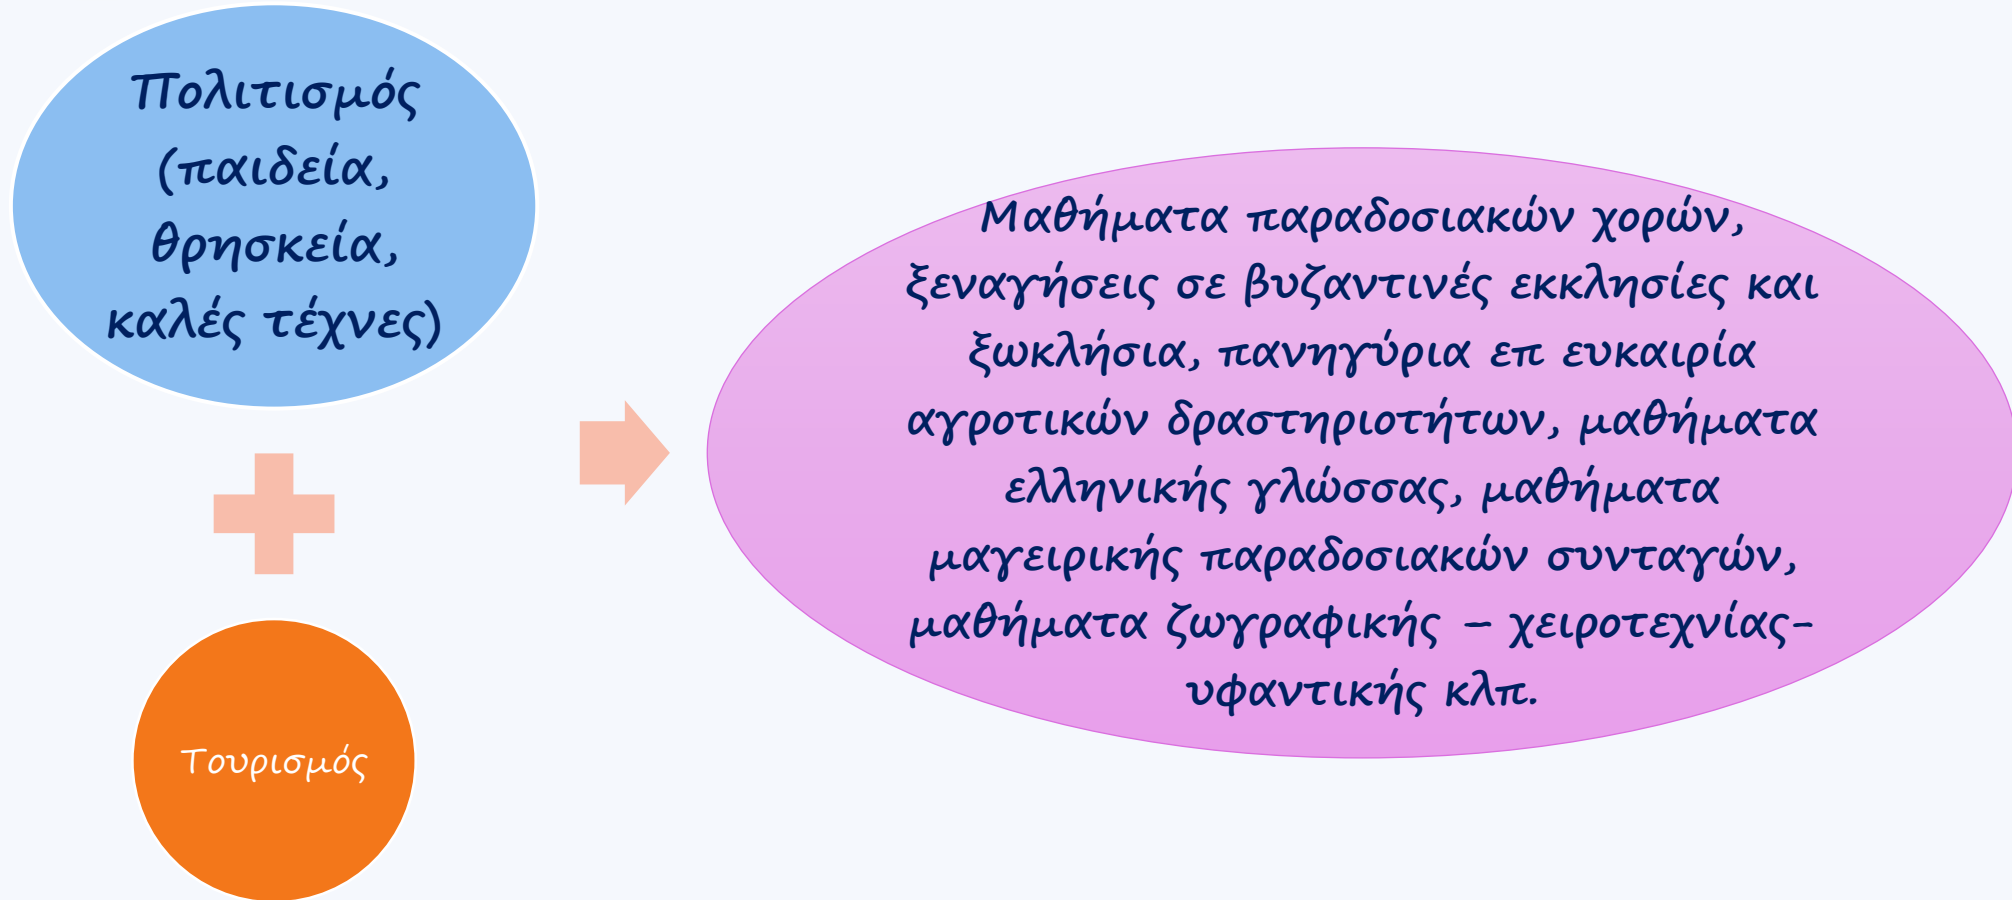 Πολιτισμός
(παιδεία,
θρησκεία,
καλές τέχνες)
Τουρισμός
Μαθήματα παραδοσιακών χορών,
ξεναγήσεις σε βυζαντινές εκκλησίες και
ξωκλήσια, πανηγύρια επ ευκαιρία
αγροτικών δραστηριοτήτων, μαθήματα
ελληνικής γλώσσας, μαθήματα
μαγειρικής παραδοσιακών συνταγών,
μαθήματα ζωγραφικής – χειροτεχνίας-
υφαντικής κλπ.